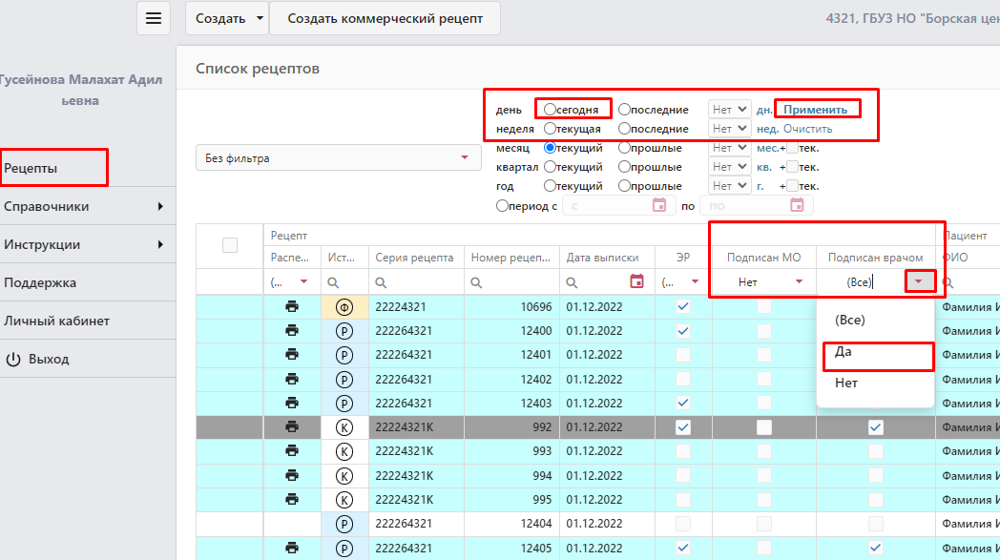 Создать
Создать коммерческий рецепт
4321, ГБУЗ НО "Борская цен
Гусейнова Малахат Адил
ьевна
Рецепты
Справочники
Инструкции
Поддержка
Личный кабинет
Выход
Список рецептов
Без фильтра
день сегодня последние Нет дн. Применить
неделя текущая последние Нет нед. Очистить
месяц текущий прошлые Нет мес.+ тек.
квартал текущий прошлые Нет кв. + тек.
год текущий прошлые Нет г. + тек.
период с с по по
Рецепт Пациент
Распе... Ист... Серия рецепта Номер рецеп... Дата выписки ЭР Подписан МО Подписан врачом ФИО
(... (... Нет (Все)
(Все)
Да
Нет
Ф 22224321 10696 01.12.2022 Фамилия И
Р 222264321 12400 01.12.2022 Фамилия И
Р 222264321 12401 01.12.2022 Фамилия И
Р 222264321 12402 01.12.2022 Фамилия И
Р 222264321 12403 01.12.2022 Фамилия И
К 22224321К 992 01.12.2022 Фамилия И
К 22224321К 993 01.12.2022 Фамилия И
К 22224321К 994 01.12.2022 Фамилия И
К 22224321К 995 01.12.2022 Фамилия И
Р 222264321 12404 01.12.2022 Фамилия И
Р 222264321 12405 01.12.2022 Фамилия И